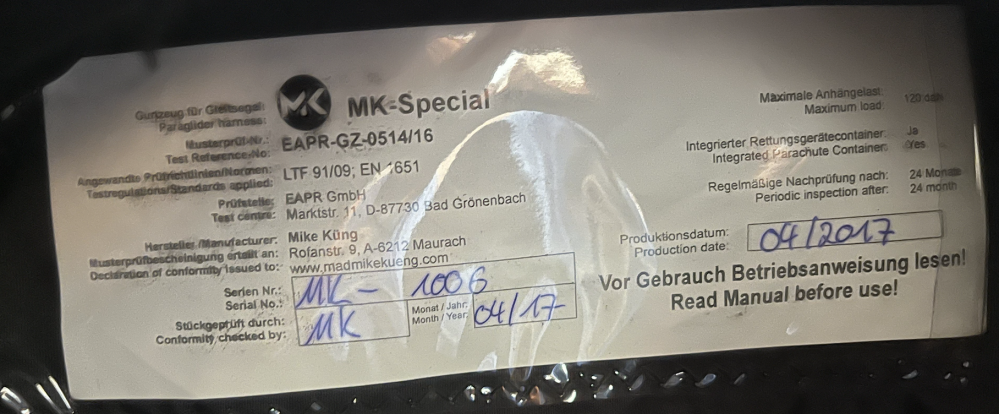 Gurtzeug für Gleitsegel:
Paraglider harness:
MK
MK-Special
Musterprüf-Nr.:
Test Reference-No:
EAPR-GZ-0514/16
Angewandte Prüfrichtlinien/Normen:
Testregulations/Standards applied:
LTF 91/09; EN 1651
Prüfstelle:
Test centre:
EAPR GmbH
Marktstr. 11, D-87730 Bad Grönenbach
Hersteller /Manufacturer:
Musterprüfbescheinigung erteilt an:
Declaration of conformity issued to:
Mike Küng
Rofanstr. 9, A-6212 Maurach
www.madmikekueng.com
Serien Nr.:
Serial No.:
MK- 1006
Stückgeprüft durch:
Conformity checked by:
MK
Monat / Jahr:
Month / Year:
04/17
Maximale Anhängelast:
Maximum load:
120 daN
Integrierter Rettungsgerätecontainer:
Integrated Parachute Container:
Ja
Yes
Regelmäßige Nachprüfung nach:
Periodic inspection after:
24 Monate
24 month
Produktionsdatum:
Production date:
04/2017
Vor Gebrauch Betriebsanweisung lesen!
Read Manual before use!